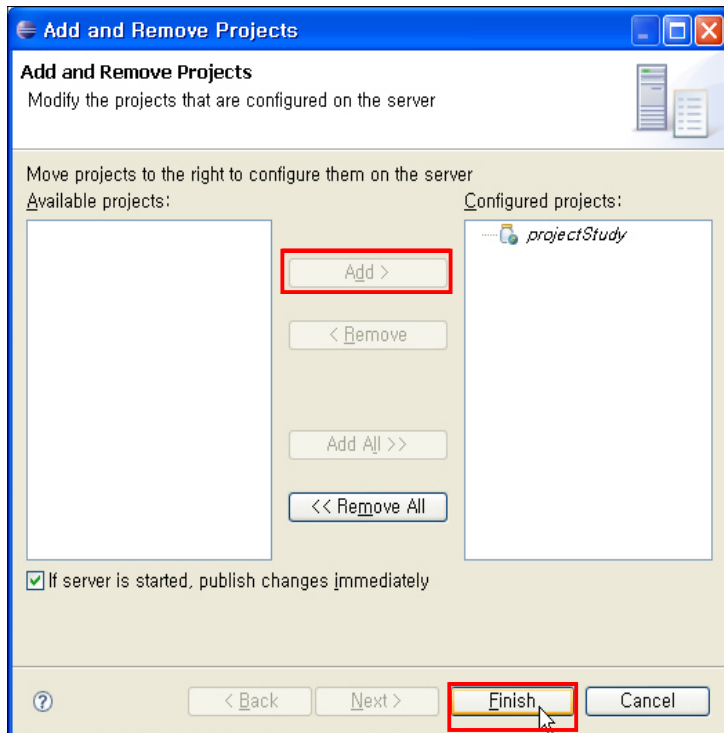 Add and Remove Projects
Add and Remove Projects
Modify the projects that are configured on the server
Move projects to the right to configure them on the server
Available projects:
Configured projects:
projectStudy
Add >
< Remove
Add All >>
<< Remove All
If server is started, publish changes immediately
?
< Back
Next >
Finish
Cancel